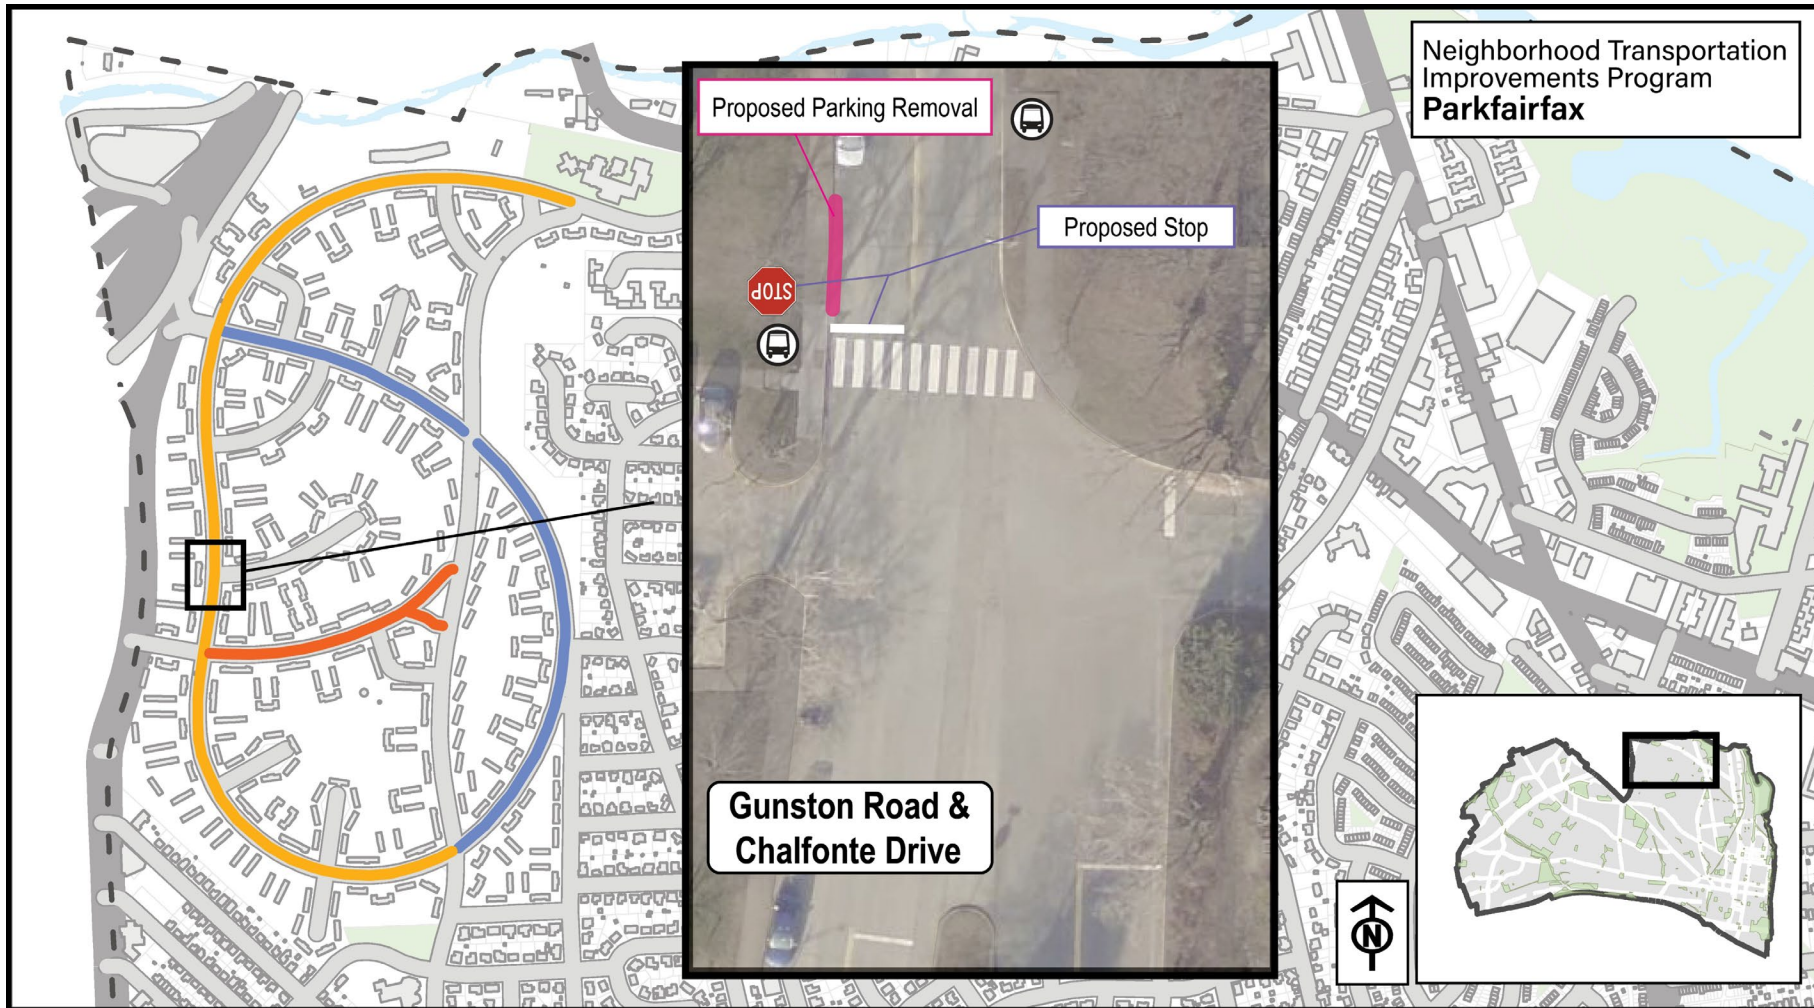 Neighborhood Transportation
Improvements Program
Parkfairfax
Proposed Parking Removal
Proposed Stop
STOP
Gunston Road &
Chalfonte Drive
N